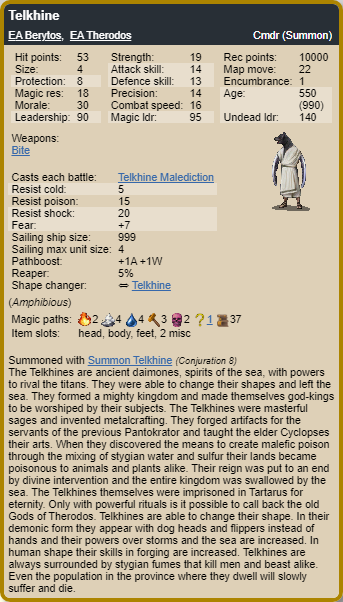 Telkhine
EA Berytos, EA Therodos Cmdr (Summon)
Hit points: 53 Strength: 19 Rec points: 10000
Size: 4 Attack skill: 14 Map move: 22
Protection: 8 Defence skill: 13 Encumbrance: 1
Magic res: 18 Precision: 14 Age: 550
Morale: 30 Combat speed: 16 (990)
Leadership: 90 Magic ldr: 95 Undead ldr: 140
Weapons:
Bite
Casts each battle: Telkhine Malediction
Resist cold: 5
Resist poison: 15
Resist shock: 20
Fear: +7
Sailing ship size: 999
Sailing max unit size: 4
Pathboost: +1A +1W
Reaper: 5%
Shape changer: ⇔ Telkhine
(Amphibious)
Magic paths: 2 4 4 3 2 ?1 37
Item slots: head, body, feet, 2 misc
Summoned with Summon Telkhine (Conjuration 8)
The Telkhines are ancient daimones, spirits of the sea, with powers
to rival the titans. They were able to change their shapes and left the
sea. They formed a mighty kingdom and made themselves god-kings
to be worshiped by their subjects. The Telkhines were masterful
sages and invented metalcrafting. They forged artifacts for the
servants of the previous Pantokrator and taught the elder Cyclopses
their arts. When they discovered the means to create malefic poison
through the mixing of stygian water and sulfur their lands became
poisonous to animals and plants alike. Their reign was put to an end
by divine intervention and the entire kingdom was swallowed by the
sea. The Telkhines themselves were imprisoned in Tartarus for
eternity. Only with powerful rituals is it possible to call back the old
Gods of Therodos. Telkhines are able to change their shape. In their
demonic form they appear with dog heads and flippers instead of
hands and their powers over storms and the sea are increased. In
human shape their skills in forging are increased. Telkhines are
always surrounded by stygian fumes that kill men and beast alike.
Even the population in the province where they dwell will slowly
suffer and die.